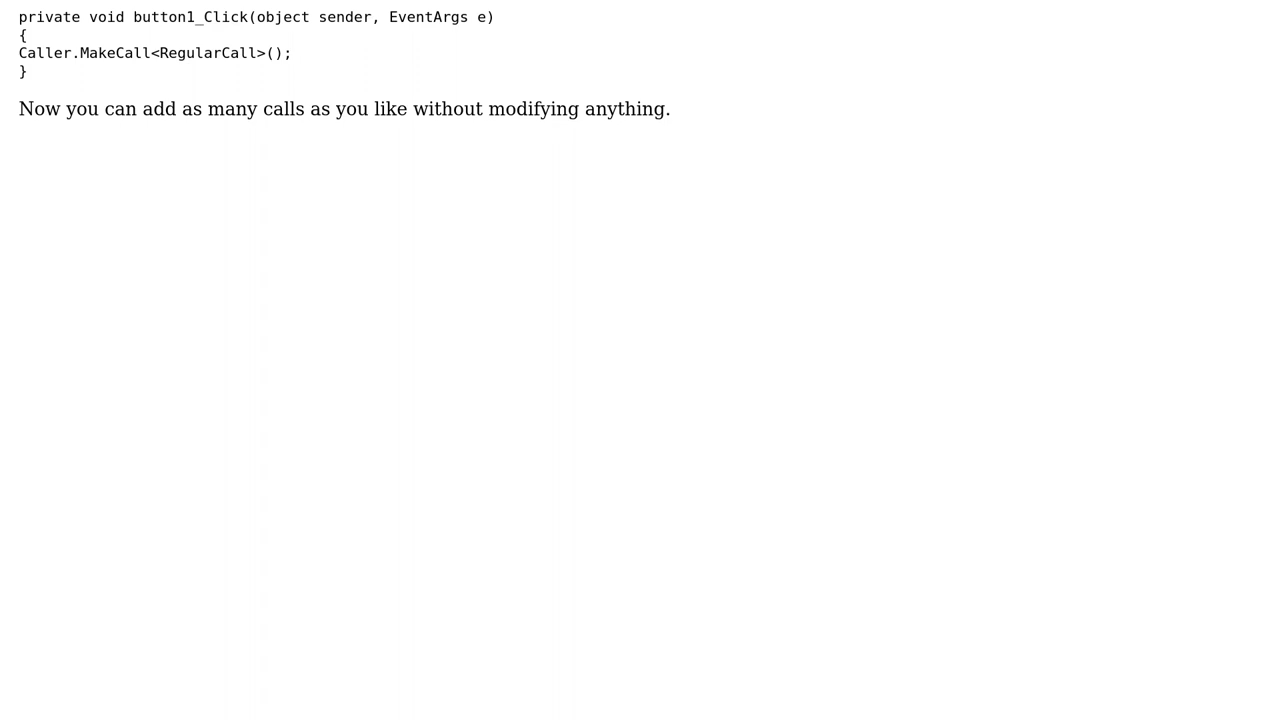 private void button1_Click(object sender, EventArgs e)
{
Caller.MakeCall<RegularCall>();
}
Now you can add as many calls as you like without modifying anything.